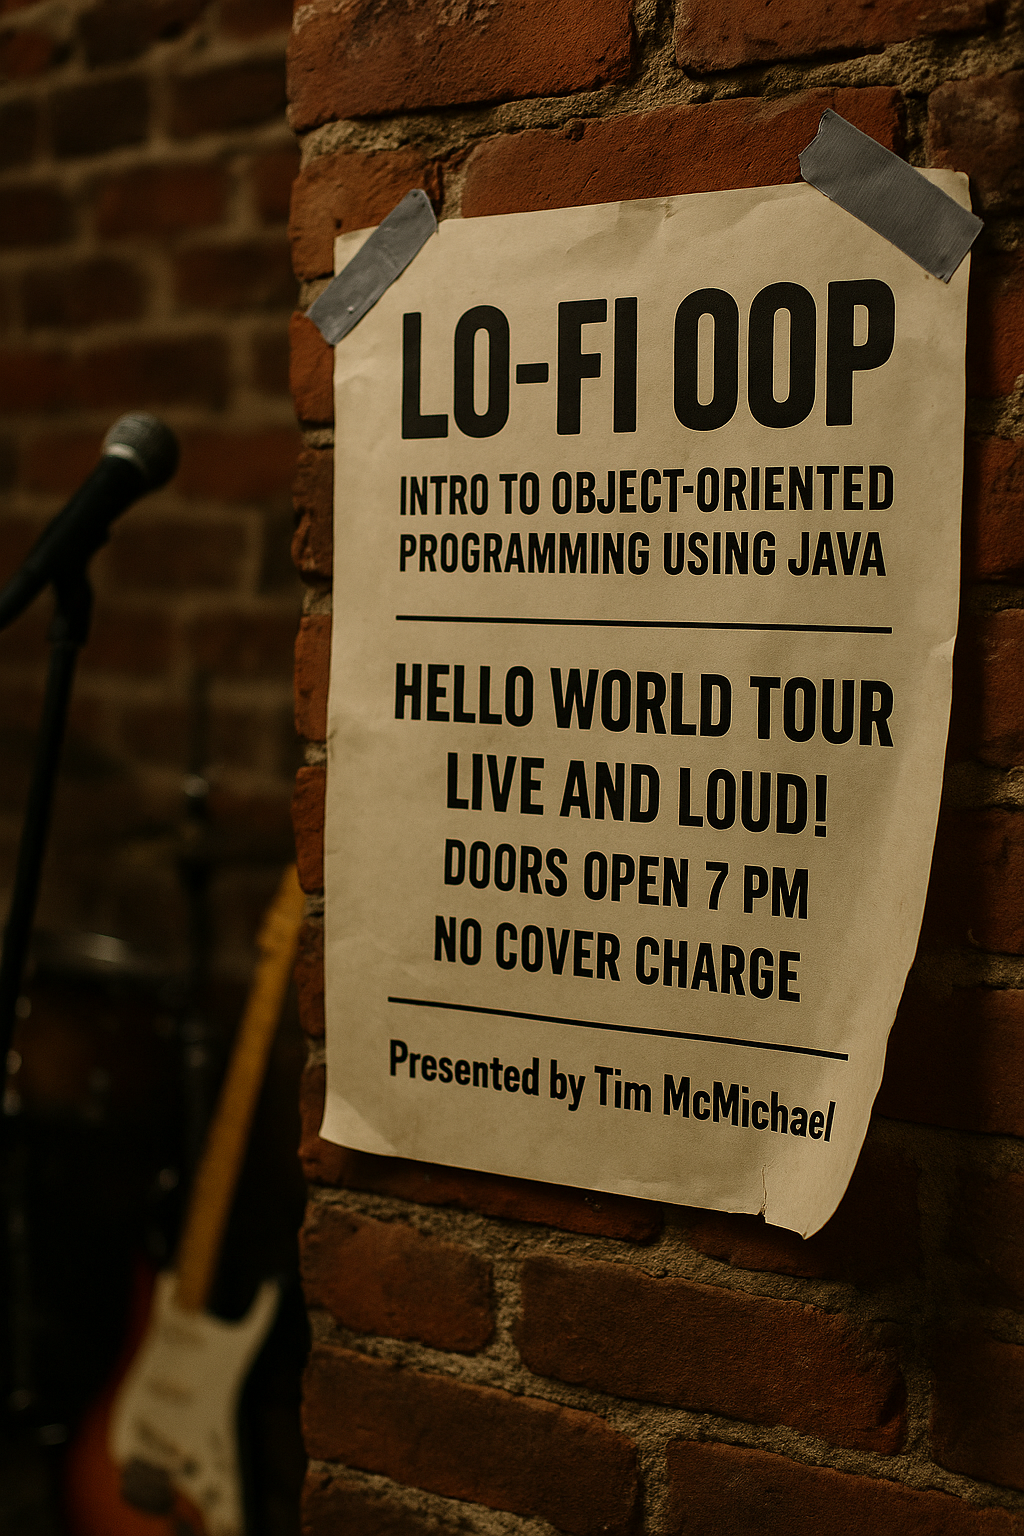 LO-FI OOP
INTRO TO OBJECT-ORIENTED
PROGRAMMING USING JAVA
HELLO WORLD TOUR
LIVE AND LOUD!
DOORS OPEN 7 PM
NO COVER CHARGE
Presented by Tim McMichael